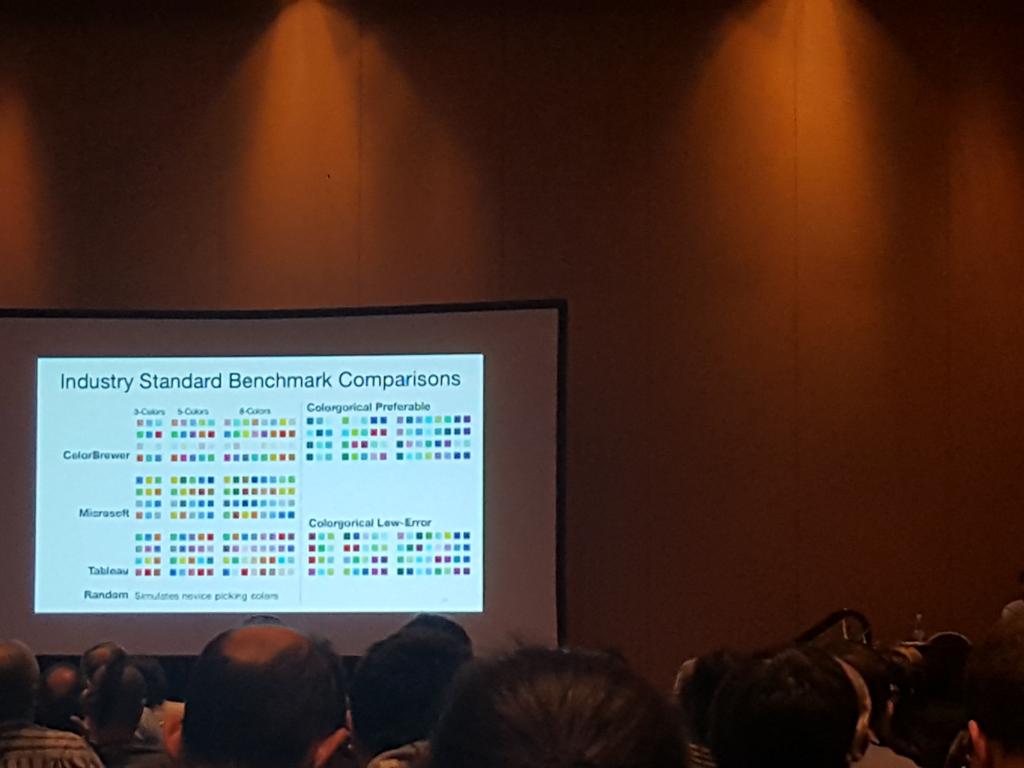 Industry Standard Benchmark Comparisons
3-Colors 5-Colors 8-Colors
ColorBrewer
Microsoft
Tableau
Random Simulates novice picking colors
Colorgorical Preferable
Colorgorical Low-Error